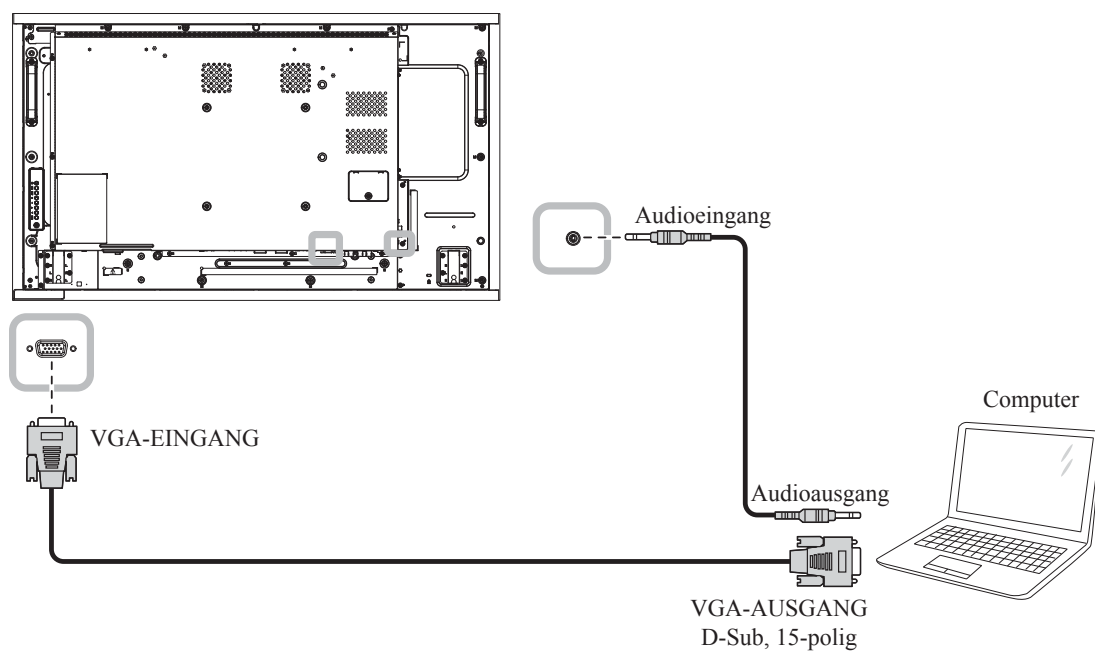 Audioeingang
Computer
VGA-EINGANG
Audioausgang
VGA-AUSGANG
D-Sub, 15-polig